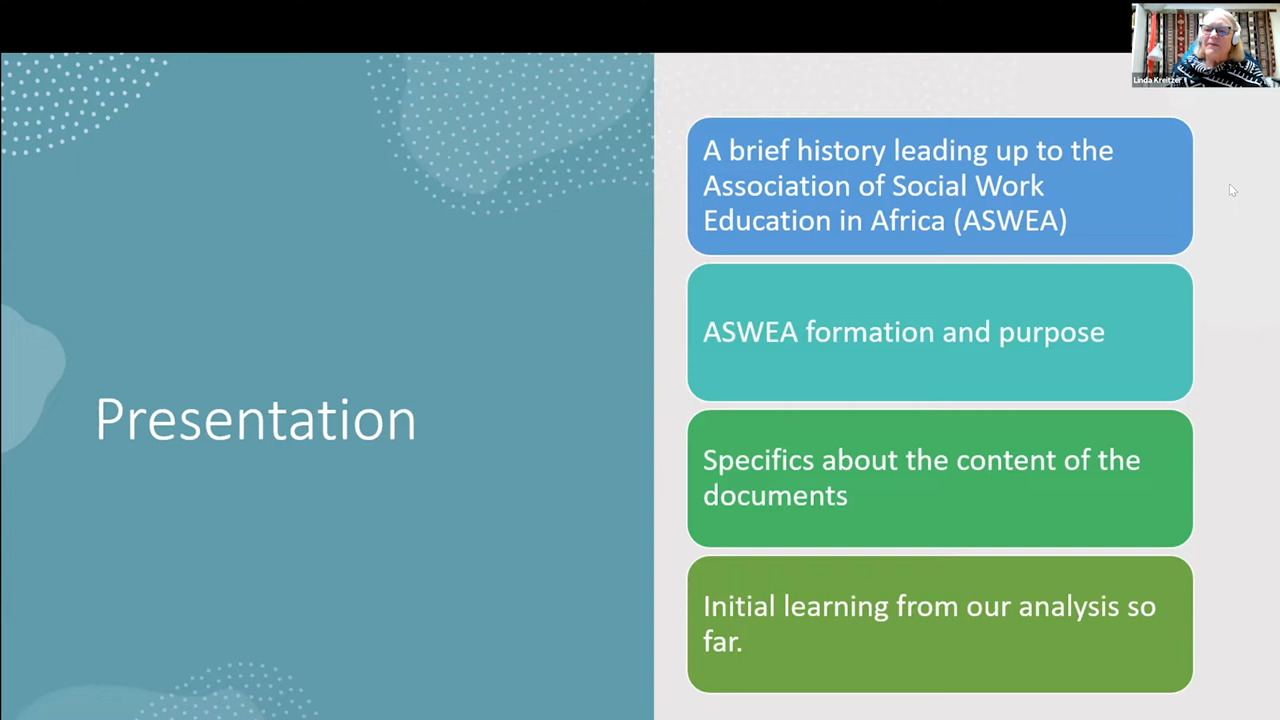 Linda Kreitzer
Presentation
A brief history leading up to the
Association of Social Work
Education in Africa (ASWEA)
ASWEA formation and purpose
Specifics about the content of the
documents
Initial learning from our analysis so
far.